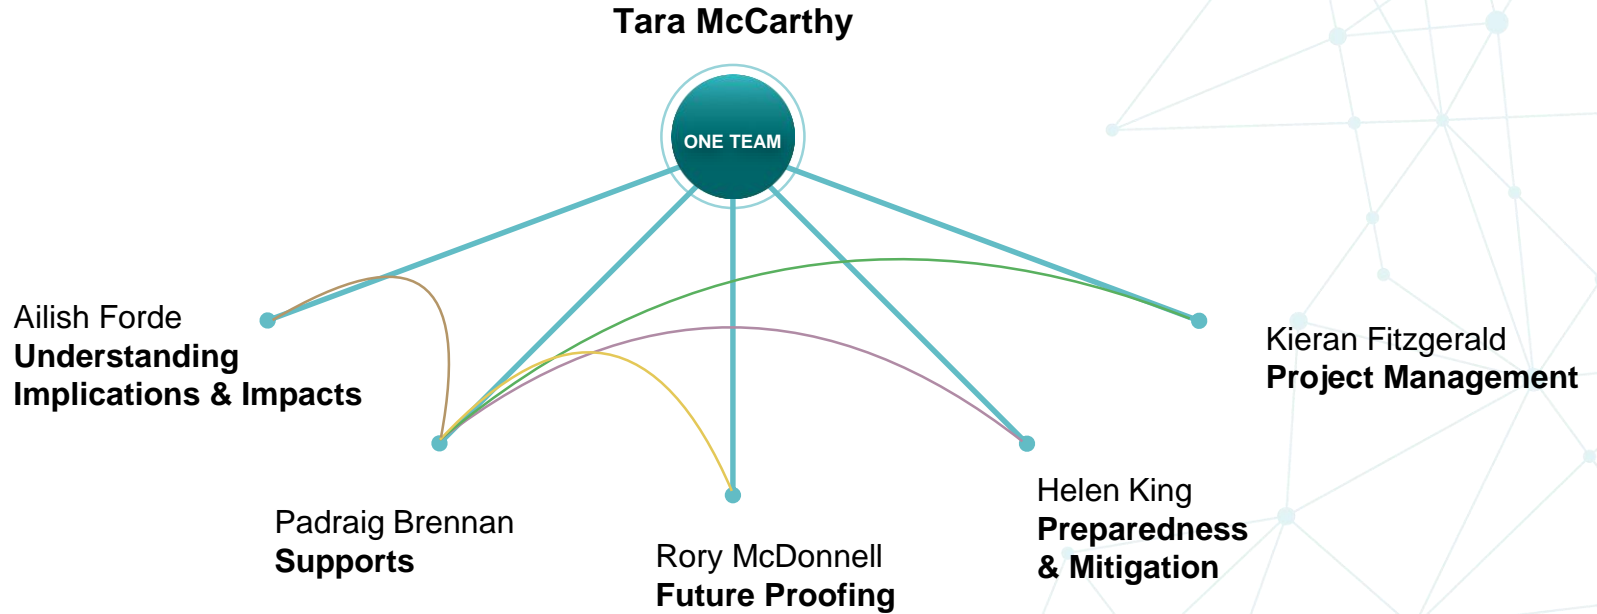 Tara McCarthy
ONE TEAM
Ailish Forde
Understanding
Implications & Impacts
Padraig Brennan
Supports
Rory McDonnell
Future Proofing
Helen King
Preparedness
& Mitigation
Kieran Fitzgerald
Project Management